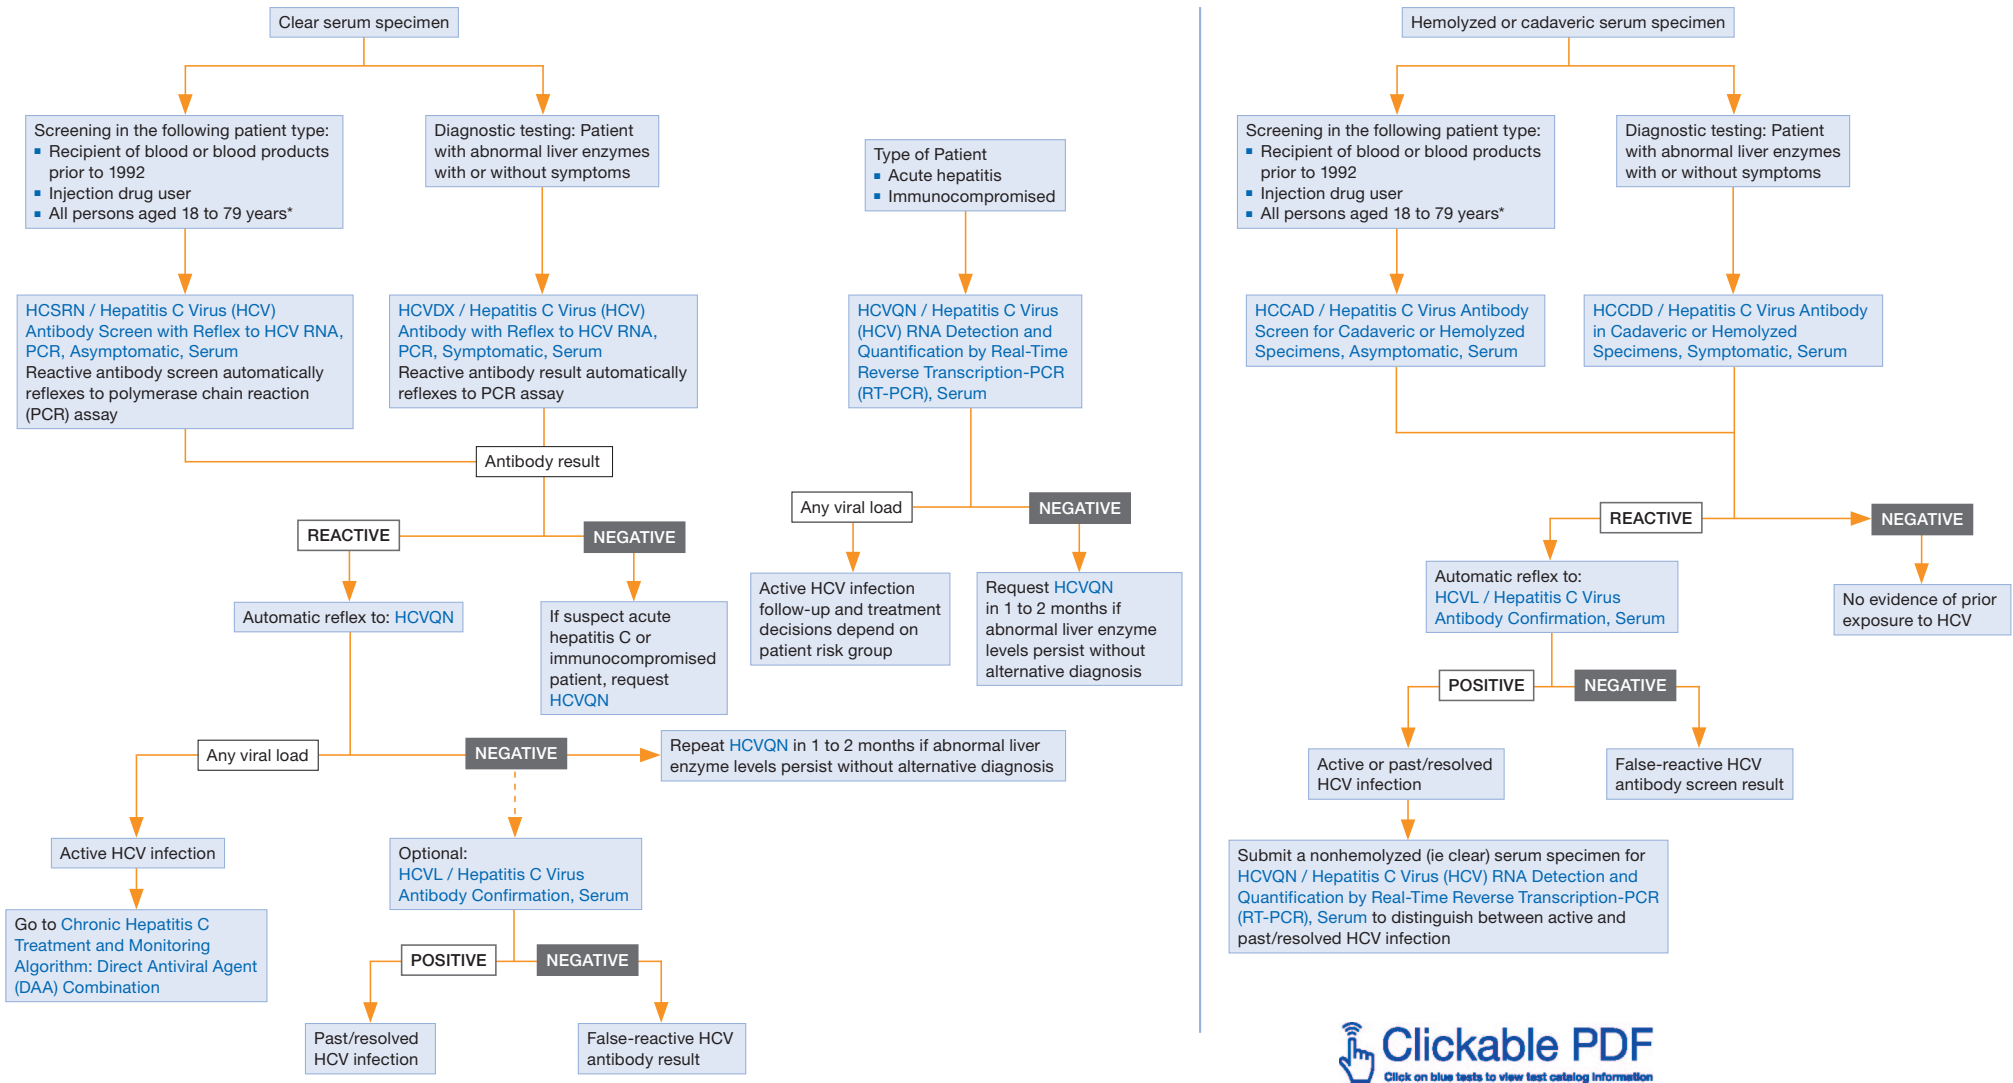 Clear serum specimen
Screening in the following patient type:
▪ Recipient of blood or blood products
prior to 1992
▪ Injection drug user
▪ All persons aged 18 to 79 years*
Diagnostic testing: Patient
with abnormal liver enzymes
with or without symptoms
Type of Patient
▪ Acute hepatitis
▪ Immunocompromised
HCSRN / Hepatitis C Virus (HCV)
Antibody Screen with Reflex to HCV RNA,
PCR, Asymptomatic, Serum
Reactive antibody screen automatically
reflexes to polymerase chain reaction
(PCR) assay
HCVDX / Hepatitis C Virus (HCV)
Antibody with Reflex to HCV RNA,
PCR, Symptomatic, Serum
Reactive antibody result automatically
reflexes to PCR assay
HCVQN / Hepatitis C Virus
(HCV) RNA Detection and
Quantification by Real-Time
Reverse Transcription-PCR
(RT-PCR), Serum
Antibody result
REACTIVE
NEGATIVE
Any viral load
NEGATIVE
Automatic reflex to: HCVQN
If suspect acute
hepatitis C or
immunocompromised
patient, request
HCVQN
Active HCV infection
follow-up and treatment
decisions depend on
patient risk group
Request HCVQN
in 1 to 2 months if
abnormal liver enzyme
levels persist without
alternative diagnosis
Any viral load
NEGATIVE
Repeat HCVQN in 1 to 2 months if abnormal liver
enzyme levels persist without alternative diagnosis
Active HCV infection
Optional:
HCVL / Hepatitis C Virus
Antibody Confirmation, Serum
Go to Chronic Hepatitis C
Treatment and Monitoring
Algorithm: Direct Antiviral Agent
(DAA) Combination
POSITIVE
NEGATIVE
Past/resolved
HCV infection
False-reactive HCV
antibody result
Hemolyzed or cadaveric serum specimen
Screening in the following patient type:
▪ Recipient of blood or blood products
prior to 1992
▪ Injection drug user
▪ All persons aged 18 to 79 years*
Diagnostic testing: Patient
with abnormal liver enzymes
with or without symptoms
HCCAD / Hepatitis C Virus Antibody
Screen for Cadaveric or Hemolyzed
Specimens, Asymptomatic, Serum
HCCDD / Hepatitis C Virus Antibody
in Cadaveric or Hemolyzed
Specimens, Symptomatic, Serum
REACTIVE
NEGATIVE
Automatic reflex to:
HCVL / Hepatitis C Virus
Antibody Confirmation, Serum
No evidence of prior
exposure to HCV
POSITIVE
NEGATIVE
Active or past/resolved
HCV infection
False-reactive HCV
antibody screen result
Submit a nonhemolyzed (ie clear) serum specimen for
HCVQN / Hepatitis C Virus (HCV) RNA Detection and
Quantification by Real-Time Reverse Transcription-PCR
(RT-PCR), Serum to distinguish between active and
past/resolved HCV infection
Clickable PDF
Click on blue tests to view test catalog information